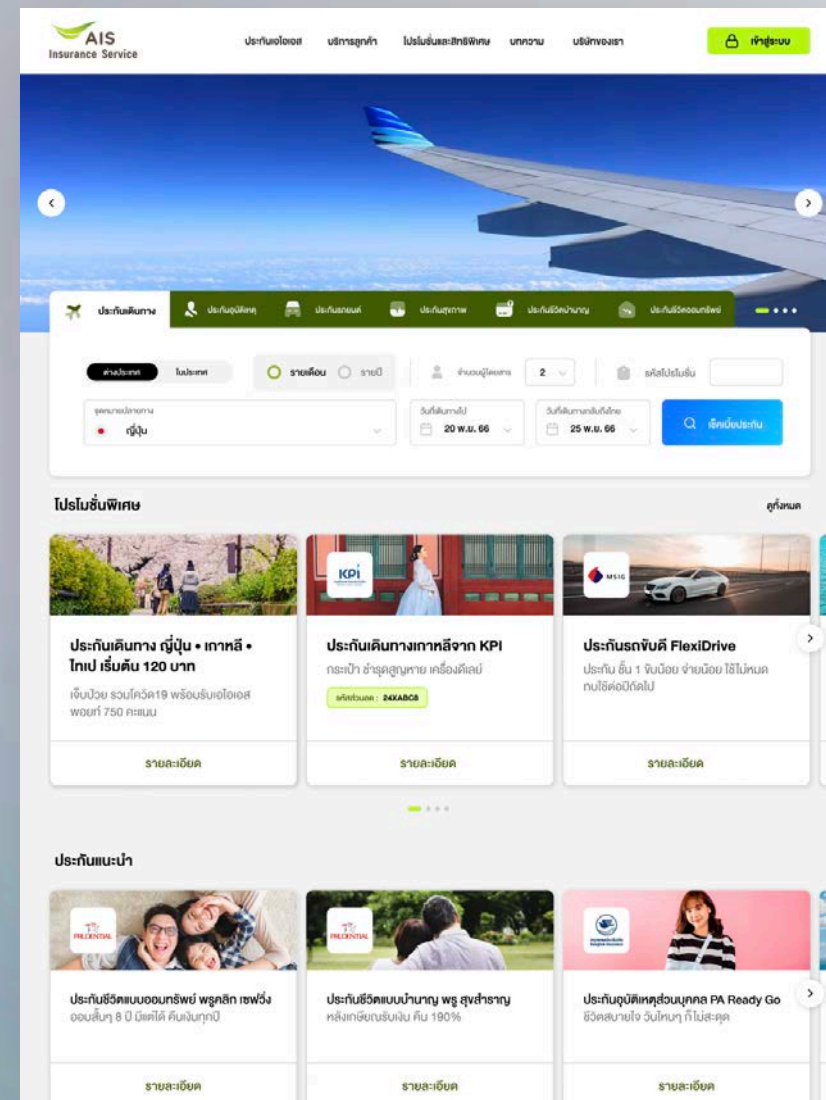 AIS
Insurance Service
ประกันเอไอเอส
บริการลูกค้า
โปรโมชั่นและสิทธิพิเศษ
บทความ
บริษัทของเรา
เข้าสู่ระบบ
ประกันเดินทาง
ประกันอุบัติเหตุ
ประกันรถยนต์
ประกันสุขภาพ
ประกันชีวิตบำนาญ
ประกันชีวิตออมทรัพย์
ต่างประเทศ
ในประเทศ
รายเดือน
รายปี
จำนวนผู้โดยสาร
2
รหัสโปรโมชั่น
จุดหมายปลายทาง
ญี่ปุ่น
วันที่เดินทางไป
20 พ.ย. 66
วันที่เดินทางกลับถึงไทย
25 พ.ย. 66
เช็คเบี้ยประกัน
โปรโมชั่นพิเศษ
ดูทั้งหมด
ประกันเดินทาง ญี่ปุ่น • เกาหลี •
ไทเป เริ่มต้น 120 บาท
เจ็บป่วย รวมโควิด19 พร้อมรับเอไอเอส
พอยท์ 750 คะแนน
รายละเอียด
KPI
ประกันเดินทางเกาหลีจาก KPI
กระเป๋า ชำรุดสูญหาย เครื่องดีเลย์
รหัสส่วนลด : 24XABC8
รายละเอียด
MSIG
ประกันรถขับดี FlexiDrive
ประกัน ชั้น 1 ขับน้อย จ่ายน้อย ใช้ไม่หมด
ทบใช้ต่อปีถัดไป
รายละเอียด
ประกันแนะนำ
PRUDENTIAL
ประกันชีวิตแบบออมทรัพย์ พรูคลิก เซฟวิ่ง
ออมสั้นๆ 8 ปี มีแต่ได้ คืนเงินทุกปี
รายละเอียด
PRUDENTIAL
ประกันชีวิตแบบบำนาญ พรู สุขสำราญ
หลังเกษียณรับเงิน คืน 190%
รายละเอียด
Bangkok Insurance
ประกันอุบัติเหตุส่วนบุคคล PA Ready Go
ชีวิตสบายใจ วันไหนๆ ก็ไม่สะดุด
รายละเอียด